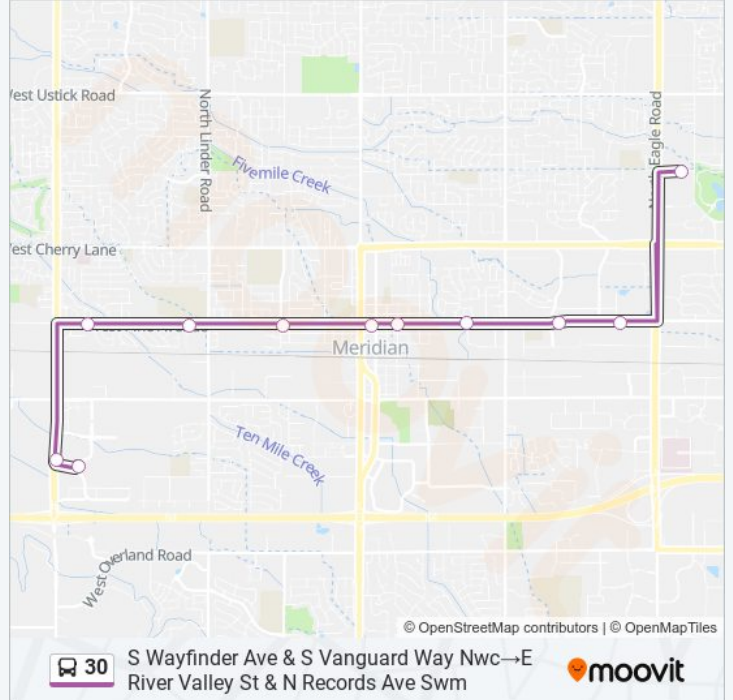 West Ustick Road
North Linder Road
Eagle Road
Fivemile Creek
West Cherry Lane
Meridian
Ten Mile Creek
West Overland Road
© OpenStreetMap contributors | © OpenMapTiles
30
S Wayfinder Ave & S Vanguard Way Nwc→E
River Valley St & N Records Ave Swm
moovit